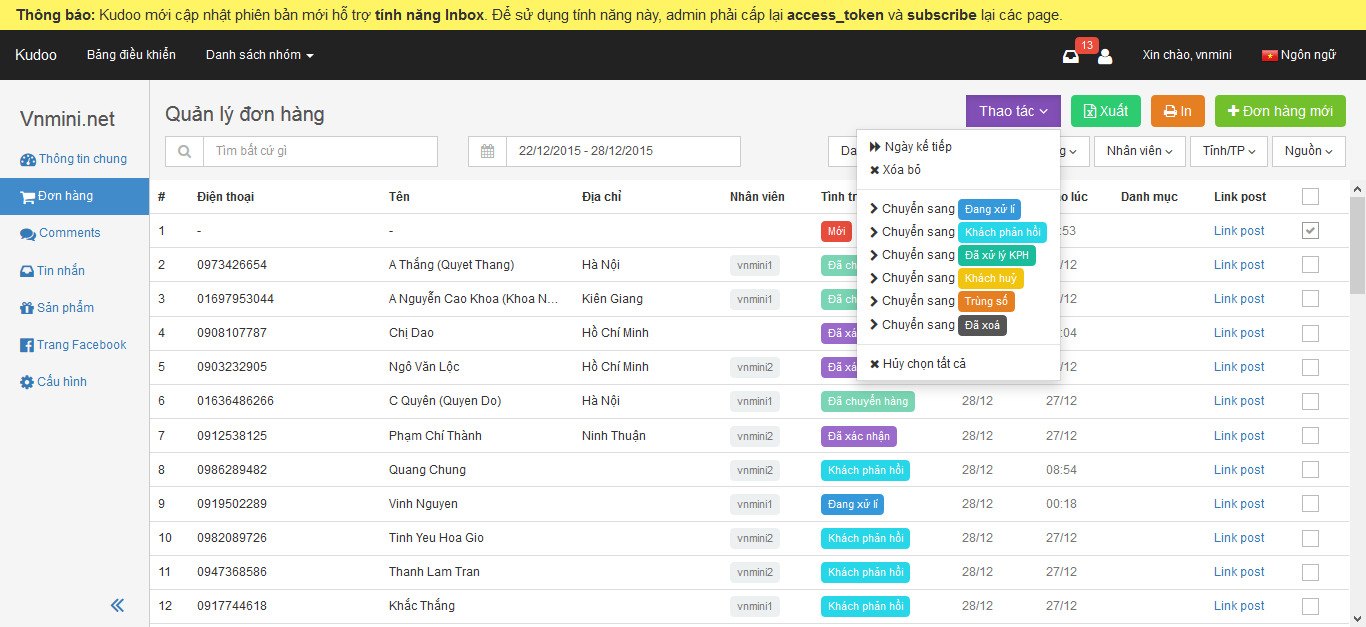 Thông báo: Kudoo mới cập nhật phiên bản mới hỗ trợ tính năng Inbox. Để sử dụng tính năng này, admin phải cấp lại access_token và subscribe lại các page.
Kudoo Bảng điều khiển Danh sách nhóm 13 Xin chào, vnmini Ngôn ngữ
Vnmini.net
Thông tin chung
Đơn hàng
Comments
Tin nhắn
Sản phẩm
Trang Facebook
Cấu hình
Quản lý đơn hàng
Thao tác Xuất In Đơn hàng mới
Tìm bất cứ gì 22/12/2015 - 28/12/2015 Da g Nhân viên Tỉnh/TP Nguồn
Ngày kế tiếp
Xóa bỏ
Chuyển sang Đang xử lí
Chuyển sang Khách phản hồi
Chuyển sang Đã xử lý KPH
Chuyển sang Khách huỷ
Chuyển sang Trùng số
Chuyển sang Đã xoá
Hủy chọn tất cả
# Điện thoại Tên Địa chỉ Nhân viên Tình tr o lúc Danh mục Link post
1 - - Mới :53 Link post
2 0973426654 A Thắng (Quyet Thang) Hà Nội vnmini1 Đã ch /12 Link post
3 01697953044 A Nguyễn Cao Khoa (Khoa N... Kiên Giang vnmini1 Đã ch /12 Link post
4 0908107787 Chị Dao Hồ Chí Minh Đã xá :04 Link post
5 0903232905 Ngô Văn Lộc Hồ Chí Minh vnmini2 Đã xá /12 Link post
6 01636486266 C Quyên (Quyen Do) Hà Nội vnmini1 Đã chuyển hàng 28/12 27/12 Link post
7 0912538125 Phạm Chí Thành Ninh Thuận vnmini2 Đã xác nhận 28/12 27/12 Link post
8 0986289482 Quang Chung vnmini2 Khách phản hồi 28/12 08:54 Link post
9 0919502289 Vinh Nguyen vnmini1 Đang xử lí 28/12 00:18 Link post
10 0982089726 Tinh Yeu Hoa Gio vnmini2 Khách phản hồi 28/12 27/12 Link post
11 0947368586 Thanh Lam Tran vnmini2 Khách phản hồi 28/12 27/12 Link post
12 0917744618 Khắc Thắng vnmini1 Khách phản hồi 28/12 27/12 Link post